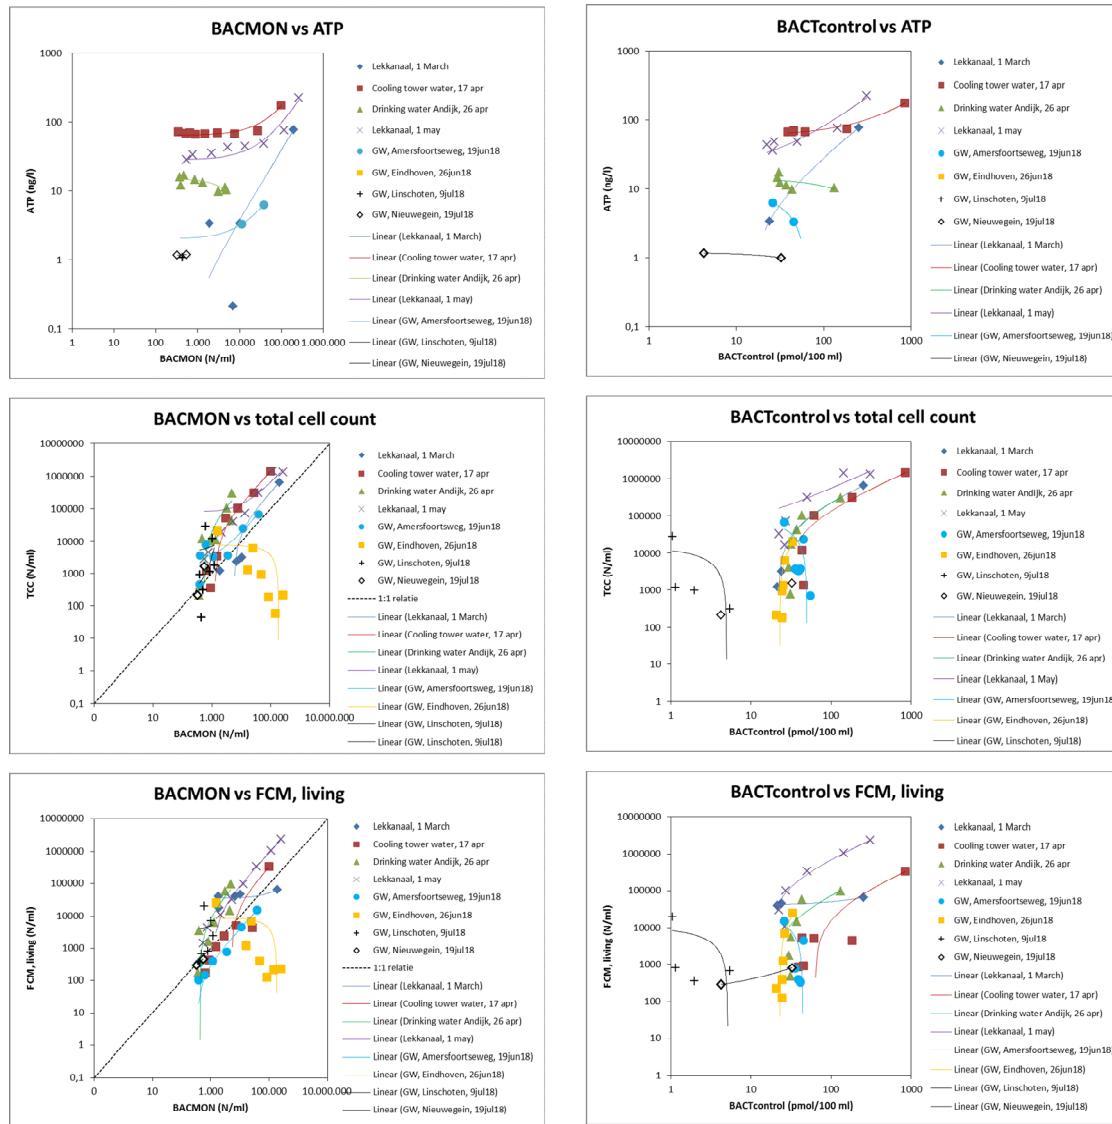 BACMON vs ATP
ATP (ng/l)
1000
100
10
1
0,1
1
10
100
1.000
10.000
100.000
1.000.000
BACMON (N/ml)
Lekkanaal, 1 March
Cooling tower water, 17 apr
Drinking water Andijk, 26 apr
Lekkanaal, 1 may
GW, Amersfoortseweg, 19jun18
GW, Eindhoven, 26jun18
GW, Linschoten, 9jul18
GW, Nieuwegein, 19jul18
Linear (Lekkanaal, 1 March)
Linear (Cooling tower water, 17 apr)
Linear (Drinking water Andijk, 26 apr)
Linear (Lekkanaal, 1 may)
Linear (GW, Amersfoortseweg, 19jun18)
Linear (GW, Linschoten, 9jul18)
Linear (GW, Nieuwegein, 19jul18)
BACTcontrol vs ATP
ATP (ng/l)
1000
100
10
1
0,1
1
10
100
1000
BACTcontrol (pmol/100 ml)
Lekkanaal, 1 March
Cooling tower water, 17 apr
Drinking water Andijk, 26 apr
Lekkanaal, 1 may
GW, Amersfoortseweg, 19jun18
GW, Eindhoven, 26jun18
GW, Linschoten, 9jul18
GW, Nieuwegein, 19jul18
Linear (Lekkanaal, 1 March)
Linear (Cooling tower water, 17 apr)
Linear (Drinking water Andijk, 26 apr)
Linear (Lekkanaal, 1 may)
Linear (GW, Amersfoortseweg, 19jun18)
Linear (GW, Nieuwegein, 19jul18)
BACMON vs total cell count
TCC (N/ml)
10000000
1000000
100000
10000
1000
100
10
1
0,1
0
10
1.000
100.000
10.000.000
BACMON (N/ml)
Lekkanaal, 1 March
Cooling tower water, 17 apr
Drinking water Andijk, 26 apr
Lekkanaal, 1 may
GW, Amersfoortsweg, 19jun18
GW, Eindhoven, 26jun18
GW, Linschoten, 9jul18
GW, Nieuwegein, 19jul18
1:1 relatie
Linear (Lekkanaal, 1 March)
Linear (Cooling tower water, 17 apr)
Linear (Drinking water Andijk, 26 apr)
Linear (Lekkanaal, 1 may)
Linear (GW, Amersfoortsweg, 19jun18)
Linear (GW, Eindhoven, 26jun18)
Linear (GW, Linschoten, 9jul18)
Linear (GW, Linschoten, 9jul18)
BACTcontrol vs total cell count
TCC (N/ml)
10000000
1000000
100000
10000
1000
100
10
1
1
10
100
1000
BACTcontrol (pmol/100 ml)
Lekkanaal, 1 March
Cooling tower water, 17 apr
Drinking water Andijk, 26 apr
Lekkanaal, 1 May
GW, Amersfoortseweg, 19jun18
GW, Eindhoven, 26jun18
GW, Linschoten, 9jul18
GW, Nieuwegein, 19jul18
Linear (Lekkanaal, 1 March)
Linear (Cooling tower water, 17 apr)
Linear (Drinking water Andijk, 26 apr)
Linear (Lekkanaal, 1 May)
Linear (GW, Amersfoortseweg, 19jun18
Linear (GW, Eindhoven, 26jun18)
Linear (GW, Linschoten, 9jul18)
BACMON vs FCM, living
FCM, living (N/ml)
10000000
1000000
100000
10000
1000
100
10
1
0,1
0
10
1.000
100.000
10.000.000
BACMON (N/ml)
Lekkanaal, 1 March
Cooling tower water, 17 apr
Drinking water Andijk, 26 apr
Lekkanaal, 1 may
GW, Amersfoortseweg, 19jun18
GW, Eindhoven, 26jun18
GW, Linschoten, 9jul18
GW, Nieuwegein, 19jul18
1:1 relatie
Linear (Lekkanaal, 1 March)
Linear (Cooling tower water, 17 apr)
Linear (Drinking water Andijk, 26 apr)
Linear (Lekkanaal, 1 may)
Linear (GW, Amersfoortseweg, 19jun18)
Linear (GW, Eindhoven, 26jun18)
Linear (GW, Linschoten, 9jul18)
Linear (GW, Nieuwegein, 19jul18)
BACTcontrol vs FCM, living
FCM, living (N/ml)
10000000
1000000
100000
10000
1000
100
10
1
1
10
100
1000
BACTcontrol (pmol/100 ml)
Lekkanaal, 1 March
Cooling tower water, 17 apr
Drinking water Andijk, 26 apr
Lekkanaal, 1 may
GW, Amersfoortseweg, 19jun18
GW, Eindhoven, 26jun18
GW, Linschoten, 9jul18
GW, Nieuwegein, 19jul18
Linear (Lekkanaal, 1 March)
Linear (Cooling tower water, 17 apr)
Linear (Drinking water Andijk, 26 apr)
Linear (Lekkanaal, 1 may)
Linear (GW, Amersfoortseweg, 19jun18)
Linear (GW, Eindhoven, 26jun18)
Linear (GW, Linschoten, 9jul18)
Linear (GW, Nieuwegein, 19jul18)